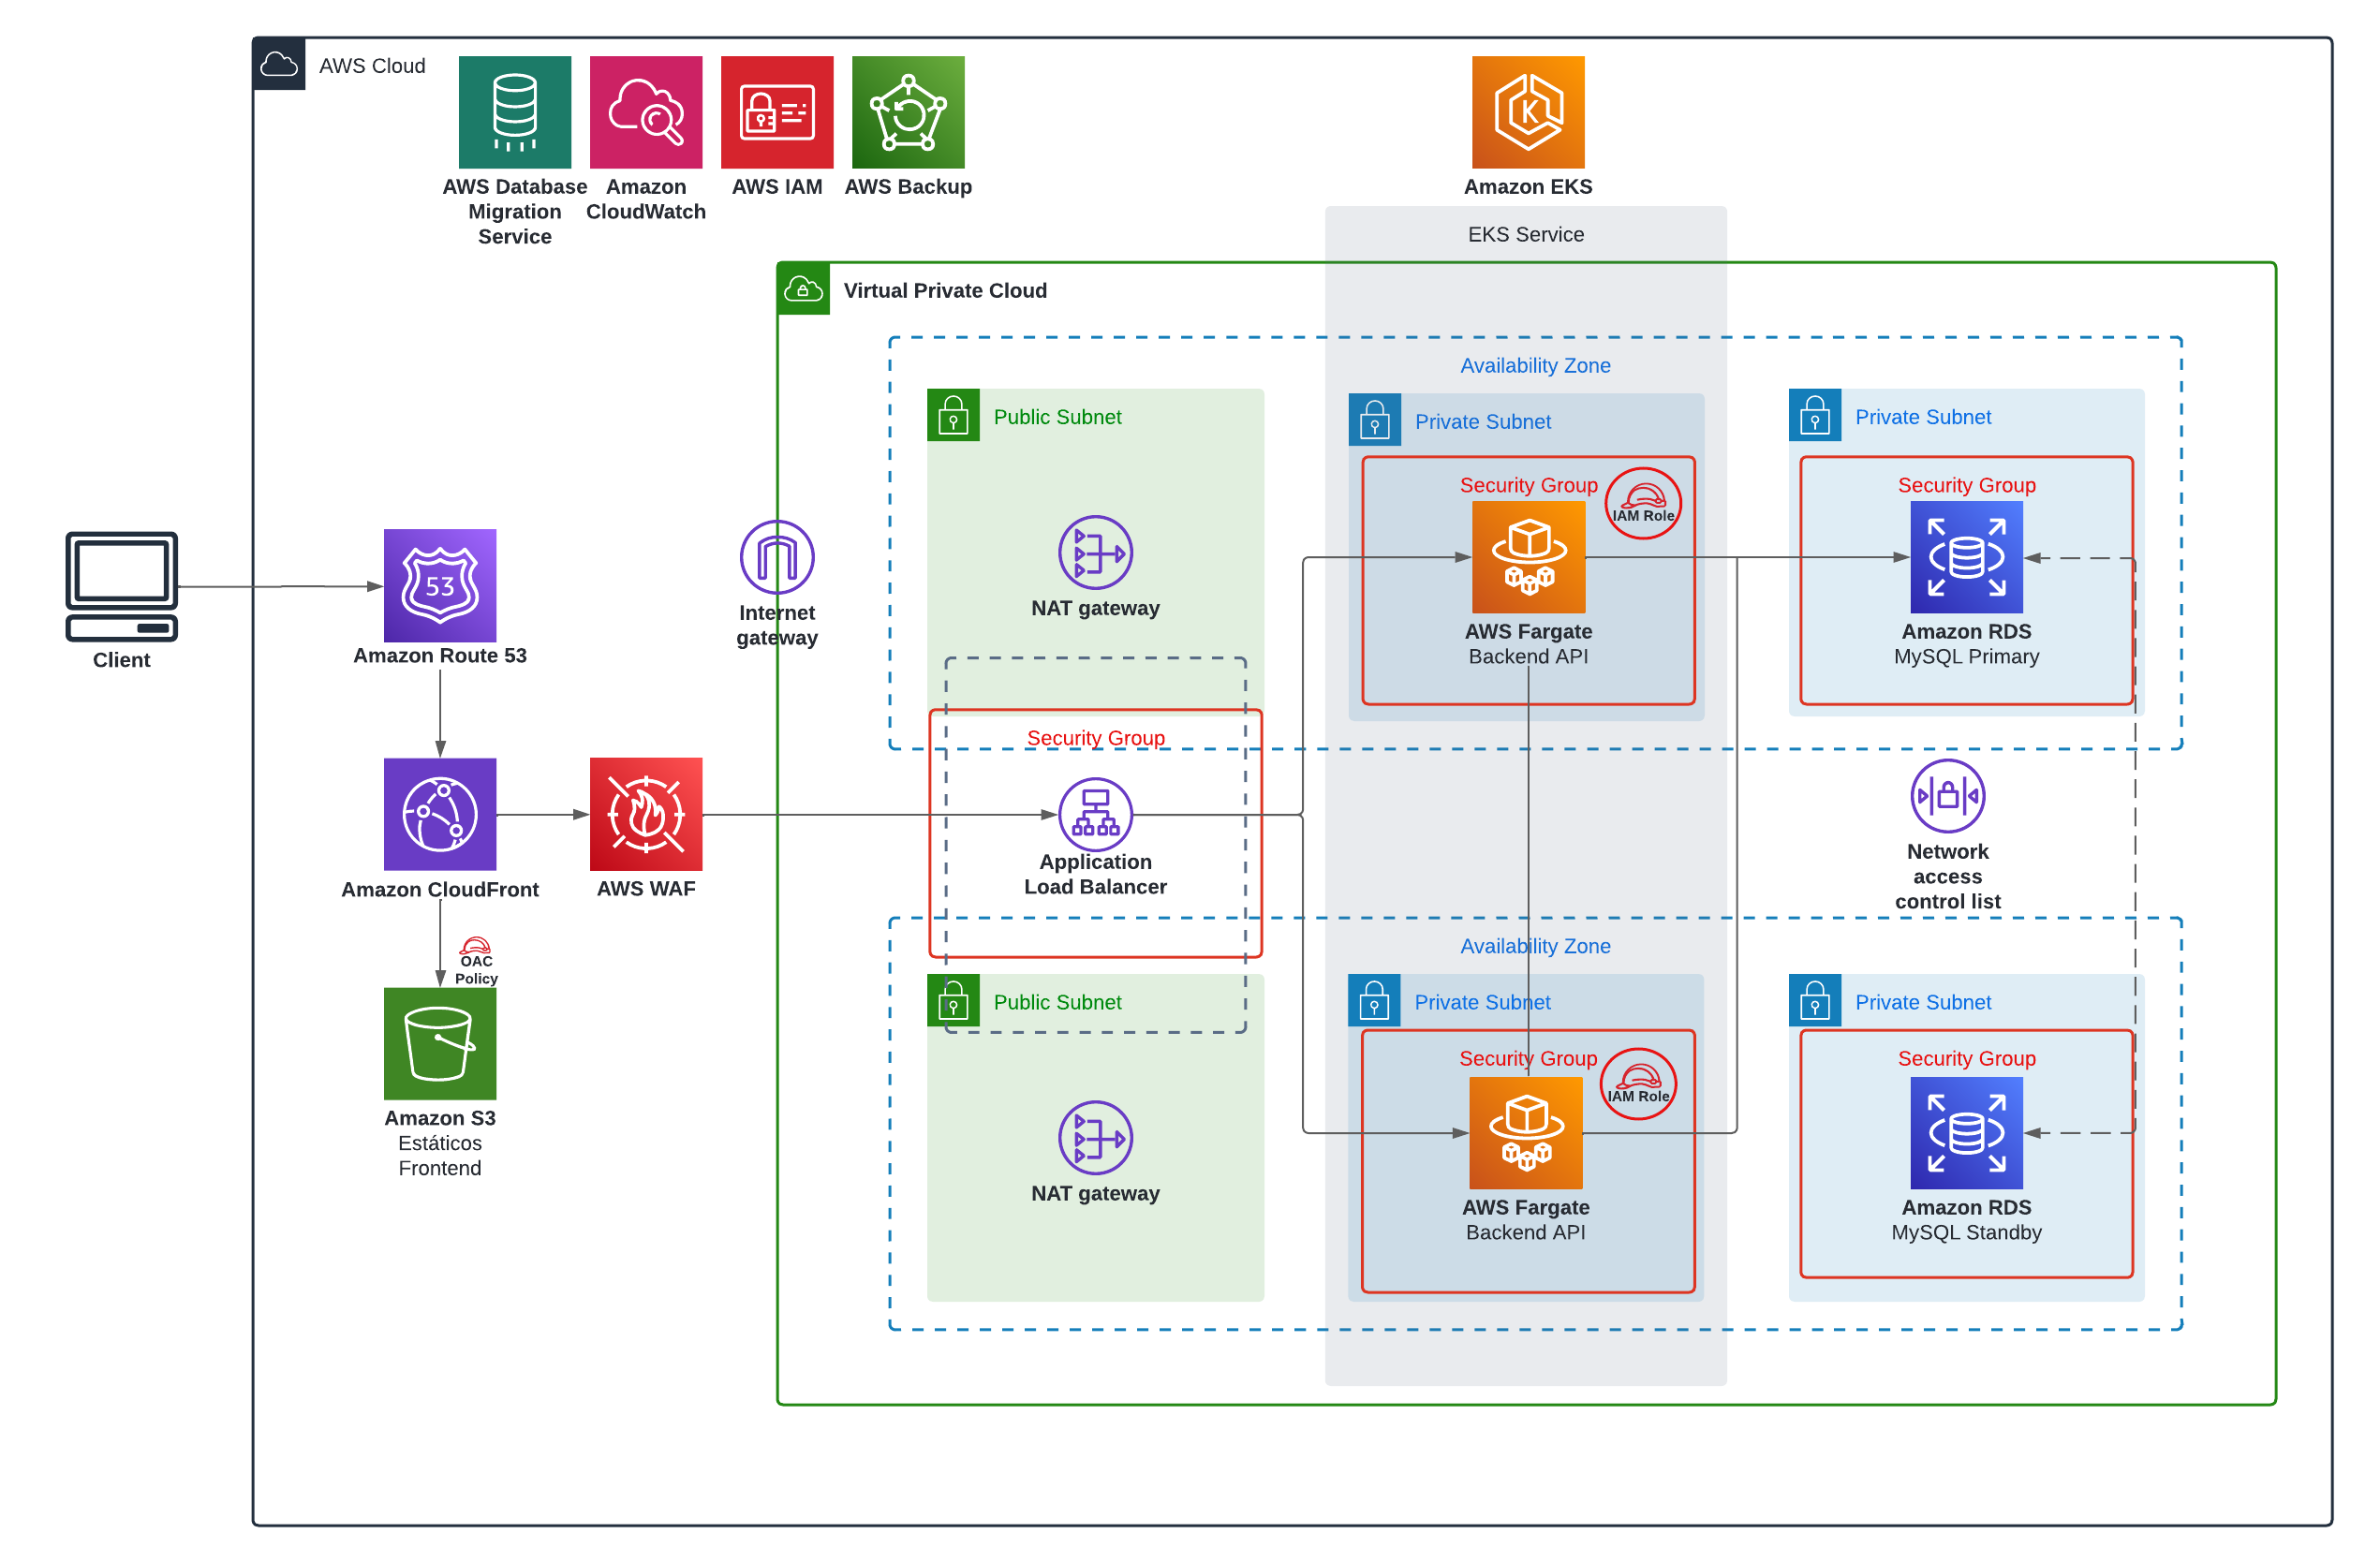 AWS Cloud
AWS Database
Migration
Service
Amazon
CloudWatch
AWS IAM
AWS Backup
Amazon EKS
EKS Service
Virtual Private Cloud
Availability Zone
Public Subnet
Private Subnet
Private Subnet
Security Group
IAM Role
Security Group
Client
53
Amazon Route 53
Internet
gateway
NAT gateway
AWS Fargate
Backend API
Amazon RDS
MySQL Primary
Security Group
Amazon CloudFront
AWS WAF
Application
Load Balancer
Network
access
control list
OAC
Policy
Availability Zone
Public Subnet
Private Subnet
Private Subnet
Security Group
IAM Role
Security Group
Amazon S3
Estáticos
Frontend
NAT gateway
AWS Fargate
Backend API
Amazon RDS
MySQL Standby
K